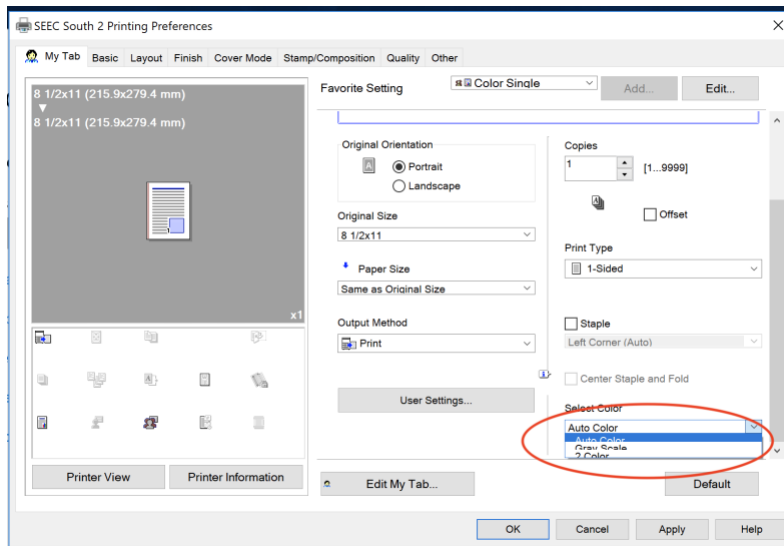 SEEC South 2 Printing Preferences
My Tab Basic Layout Finish Cover Mode Stamp/Composition Quality Other
8 1/2x11 (215.9x279.4 mm)
8 1/2x11 (215.9x279.4 mm)
x1
Printer View Printer Information
Favorite Setting Color Single Add... Edit...
Original Orientation
Portrait
Landscape
Original Size
8 1/2x11
Paper Size
Same as Original Size
Output Method
Print
User Settings...
Copies
1 [1...9999]
Offset
Print Type
1-Sided
Staple
Left Corner (Auto)
Center Staple and Fold
Select Color
Auto Color
Auto Color
Gray Scale
2 Color
Edit My Tab... Default
OK Cancel Apply Help